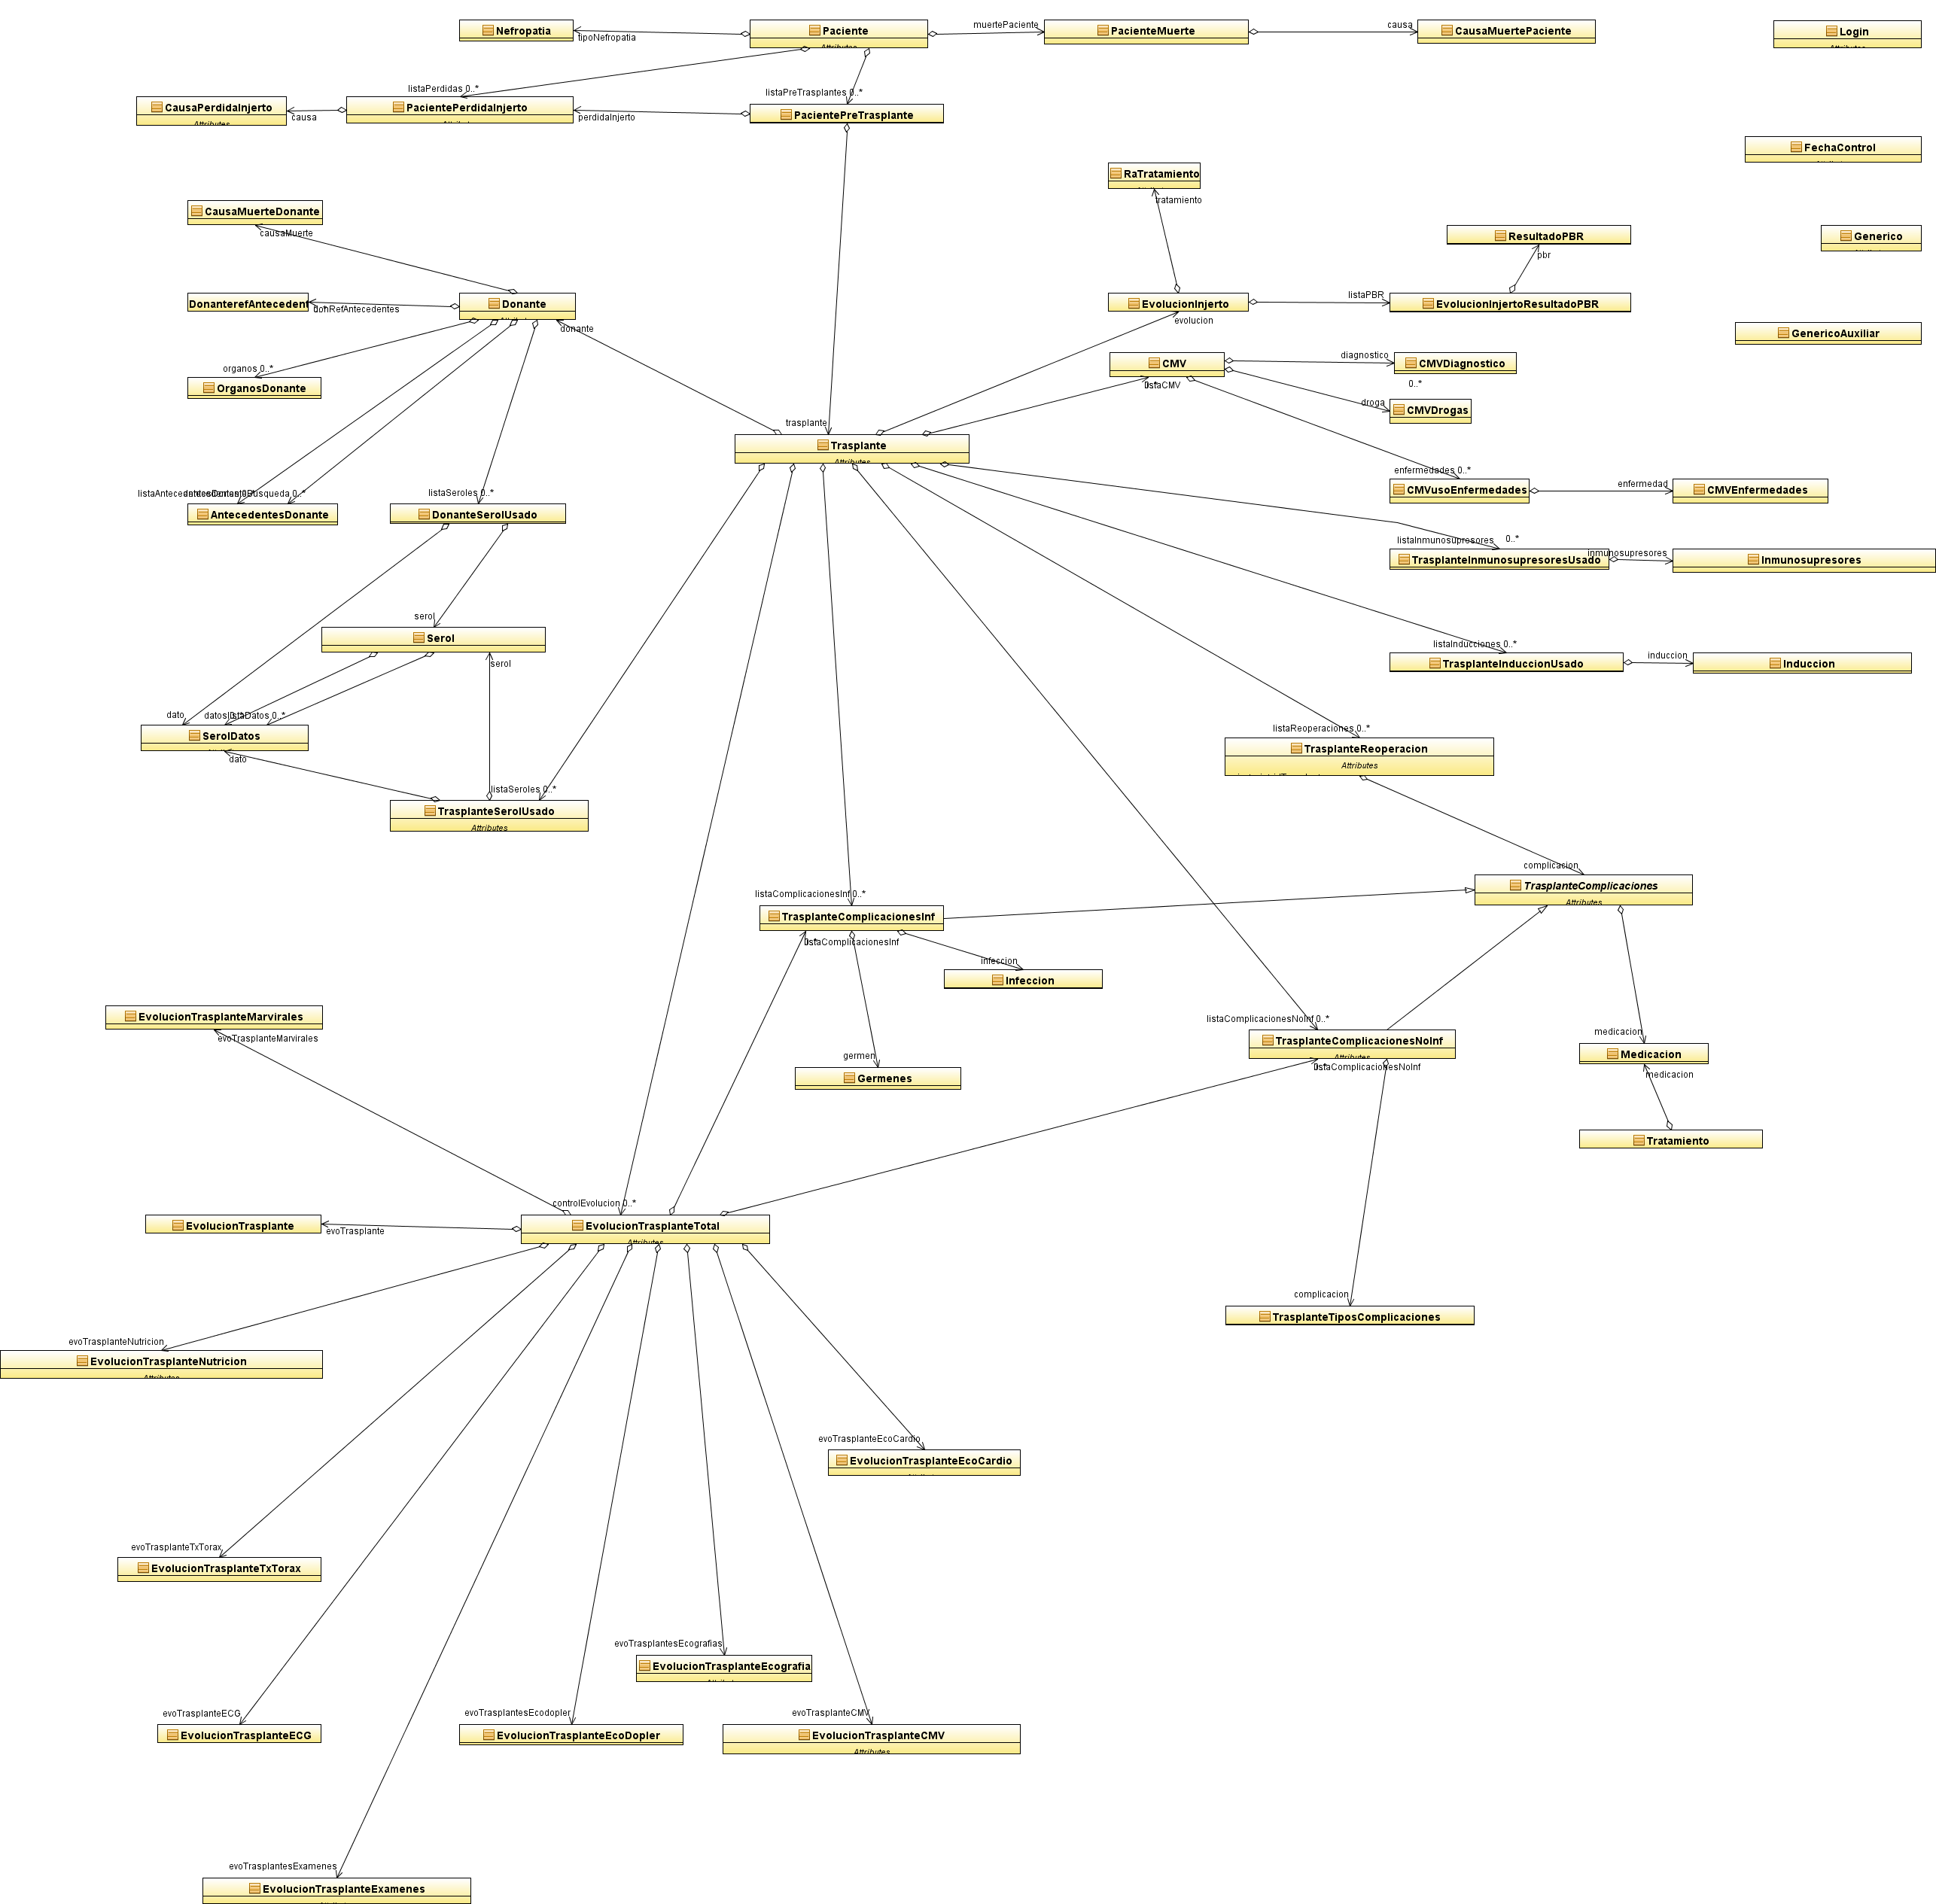 Nefropatia
tipoNefropatia
Paciente
Attributes
muertePaciente
PacienteMuerte
causa
CausaMuertePaciente
Login
Attributes
listaPerdidas 0..*
listaPreTrasplantes 0..*
CausaPerdidaInjerto
Attributes
causa
PacientePerdidaInjerto
perdidaInjerto
PacientePreTrasplante
FechaControl
RaTratamiento
tratamiento
CausaMuerteDonante
causaMuerte
ResultadoPBR
pbr
Generico
DonanterefAntecedent
donRefAntecedentes
Donante
donante
EvolucionInjerto
evolucion
listaPBR
EvolucionInjertoResultadoPBR
GenericoAuxiliar
organos 0..*
OrganosDonante
CMV
listaCMV
diagnostico
CMVDiagnostico
0..*
droga
CMVDrogas
trasplante
Trasplante
Attributes
enfermedades 0..*
CMVusoEnfermedades
enfermedad
CMVEnfermedades
listaSeroles 0..*
AntecedentesDonante
DonanteSerolUsado
listaInmunosupresores
0..*
TrasplanteInmunosupresoresUsado
inmunosupresores
Inmunosupresores
serol
Serol
serol
listaInducciones 0..*
TrasplanteInduccionUsado
induccion
Induccion
dato
SerolDatos
dato
listaReoperaciones 0..*
TrasplanteReoperacion
Attributes
listaSeroles 0..*
TrasplanteSerolUsado
Attributes
complicacion
TrasplanteComplicaciones
Attributes
listaComplicacionesInf 0..*
TrasplanteComplicacionesInf
listaComplicacionesInf
infeccion
Infeccion
EvolucionTrasplanteMarvirales
evoTrasplanteMarvirales
listaComplicacionesNoInf 0..*
TrasplanteComplicacionesNoInf
Attributes
listaComplicacionesNoInf
medicacion
Medicacion
medicacion
germen
Germenes
Tratamiento
controlEvolucion 0..*
EvolucionTrasplante
evoTrasplante
EvolucionTrasplanteTotal
Attributes
complicacion
TrasplanteTiposComplicaciones
evoTrasplanteNutricion
EvolucionTrasplanteNutricion
Attributes
evoTrasplanteEcoCardio
EvolucionTrasplanteEcoCardio
evoTrasplanteTxTorax
EvolucionTrasplanteTxTorax
evoTrasplantesEcografias
EvolucionTrasplanteEcografia
evoTrasplanteECG
EvolucionTrasplanteECG
evoTrasplantesEcodopler
EvolucionTrasplanteEcoDopler
evoTrasplanteCMV
EvolucionTrasplanteCMV
Attributes
evoTrasplantesExamenes
EvolucionTrasplanteExamenes